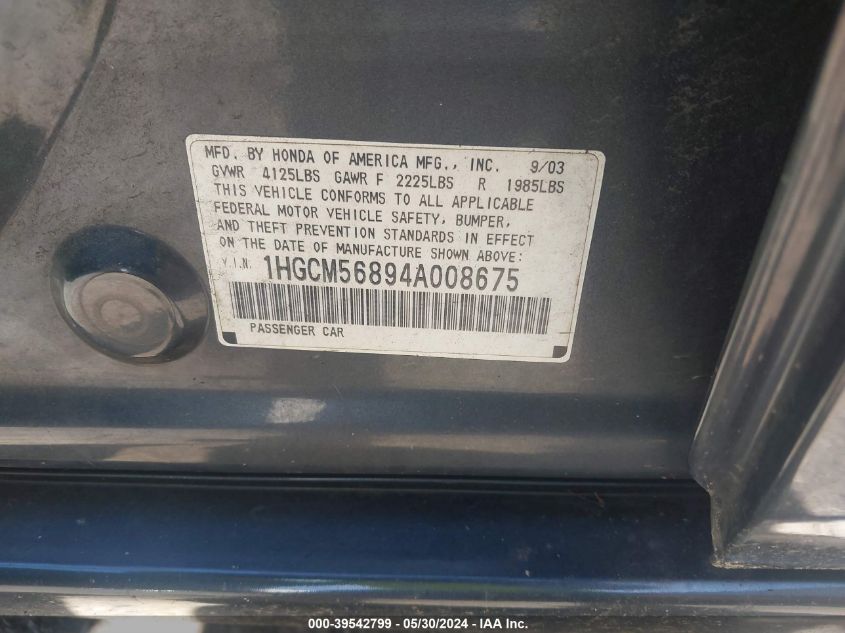 MFD. BY HONDA OF AMERICA MFG., INC. 9/03
GVWR 4125LBS GAWR F 2225LBS R 1985LBS
THIS VEHICLE CONFORMS TO ALL APPLICABLE
FEDERAL MOTOR VEHICLE SAFETY, BUMPER,
AND THEFT PREVENTION STANDARDS IN EFFECT
ON THE DATE OF MANUFACTURE SHOWN ABOVE:
V.I.N. 1HGCM56894A008675
PASSENGER CAR
000-39542799 - 05/30/2024 - IAA Inc.